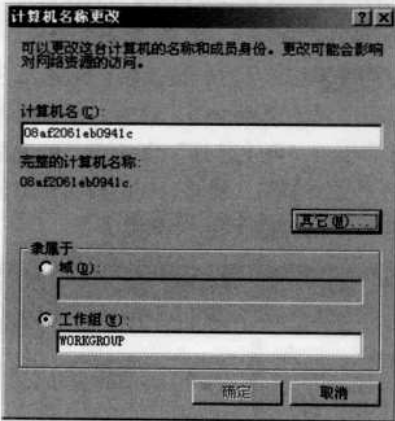 计算机名称更改
可以更改这台计算机的名称和成员身份。更改可能会影响
对网络资源的访问。
计算机名(C):
08af2061eb0941c
完整的计算机名称:
08af2061eb0941c.
其它(M)...
隶属于
域(D):
工作组(W):
WORKGROUP
确定
取消